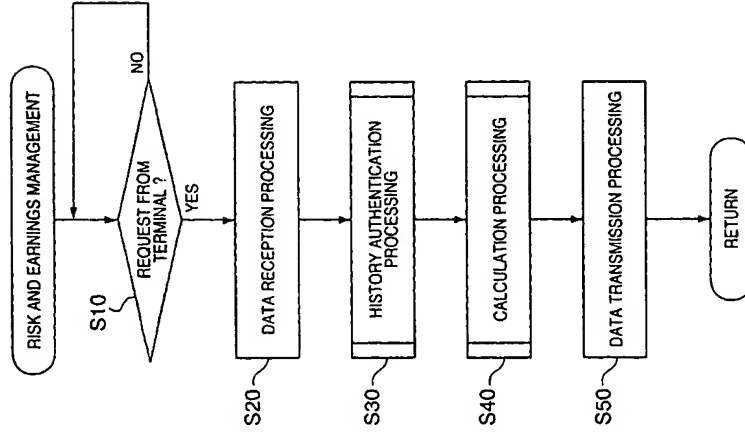 RISK AND EARNINGS MANAGEMENT
S10
REQUEST FROM
TERMINAL ?
NO
YES
S20
DATA RECEPTION PROCESSING
S30
HISTORY AUTHENTICATION
PROCESSING
S40
CALCULATION PROCESSING
S50
DATA TRANSMISSION PROCESSING
RETURN